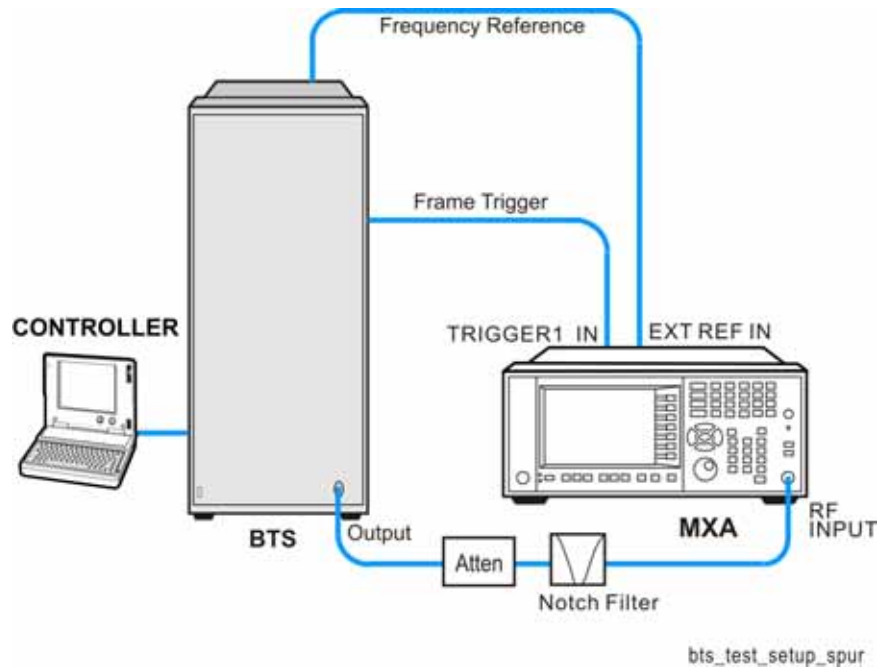 Frequency Reference
Frame Trigger
CONTROLLER
TRIGGER1 IN
EXT REF IN
BTS
Output
Atten
Notch Filter
MXA
RF
INPUT
bts_test_setup_spur